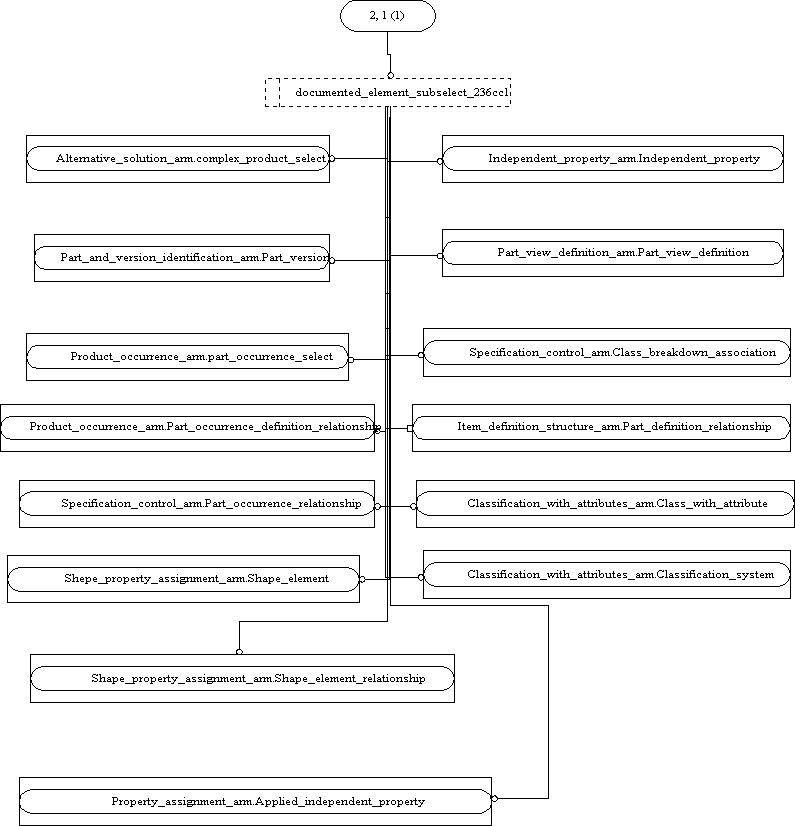 2, 1 (1)
documented_element_subselect_236ccl
Alternative_solution_arm.complex_product_select
Independent_property_arm.Independent_property
Part_and_version_identification_arm.Part_version
Part_view_definition_arm.Part_view_definition
Product_occurrence_arm.part_occurrence_select
Specification_control_arm.Class_breakdown_association
Product_occurrence_arm.Part_occurrence_definition_relationship
Item_definition_structure_arm.Part_definition_relationship
Specification_control_arm.Part_occurrence_relationship
Classification_with_attributes_arm.Class_with_attribute
Shepe_property_assignment_arm.Shape_element
Classification_with_attributes_arm.Classification_system
Shape_property_assignment_arm.Shape_element_relationship
Property_assignment_arm.Applied_independent_property